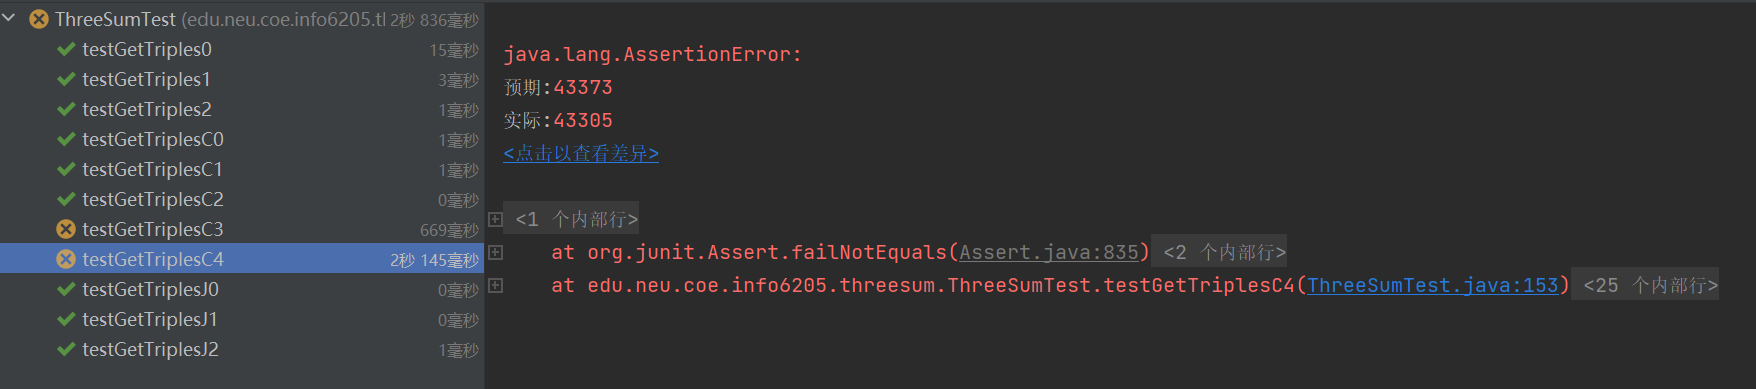 ThreeSumTest (edu.neu.coe.info6205.tl 2秒 836毫秒
testGetTriples0 15毫秒
testGetTriples1 3毫秒
testGetTriples2 1毫秒
testGetTriplesC0 1毫秒
testGetTriplesC1 1毫秒
testGetTriplesC2 0毫秒
testGetTriplesC3 669毫秒
testGetTriplesC4 2秒 145毫秒
testGetTriplesJ0 0毫秒
testGetTriplesJ1 0毫秒
testGetTriplesJ2 1毫秒
java.lang.AssertionError:
预期:43373
实际:43305
<点击以查看差异>
<1 个内部行>
at org.junit.Assert.failNotEquals(Assert.java:835) <2 个内部行>
at edu.neu.coe.info6205.threesum.ThreeSumTest.testGetTriplesC4(ThreeSumTest.java:153) <25 个内部行>